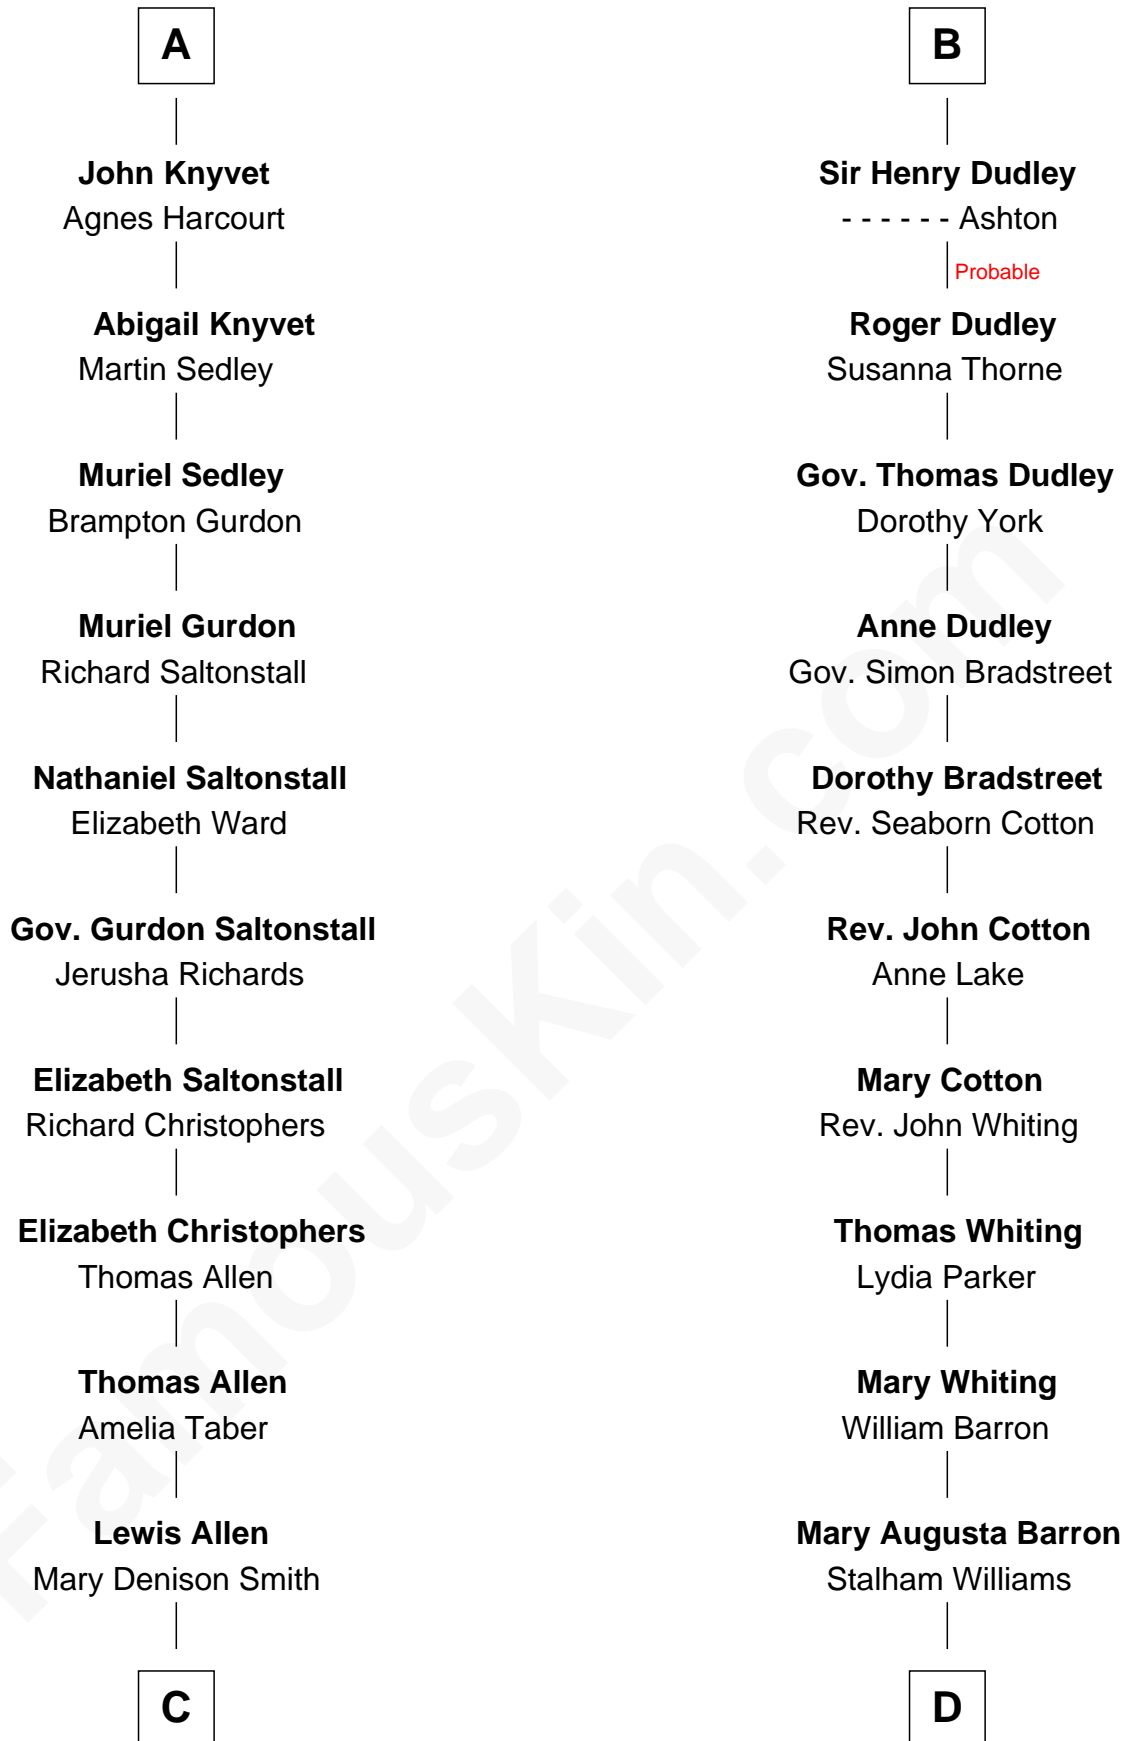 A
John Knyvet
Agnes Harcourt
Abigail Knyvet
Martin Sedley
Muriel Sedley
Brampton Gurdon
Muriel Gurdon
Richard Saltonstall
Nathaniel Saltonstall
Elizabeth Ward
Gov. Gurdon Saltonstall
Jerusha Richards
Elizabeth Saltonstall
Richard Christophers
Elizabeth Christophers
Thomas Allen
Thomas Allen
Amelia Taber
Lewis Allen
Mary Denison Smith
C
B
Sir Henry Dudley
- - - - - - Ashton
Probable
Roger Dudley
Susanna Thorne
Gov. Thomas Dudley
Dorothy York
Anne Dudley
Gov. Simon Bradstreet
Dorothy Bradstreet
Rev. Seaborn Cotton
Rev. John Cotton
Anne Lake
Mary Cotton
Rev. John Whiting
Thomas Whiting
Lydia Parker
Mary Whiting
William Barron
Mary Augusta Barron
Stalham Williams
D
FamousKin.com